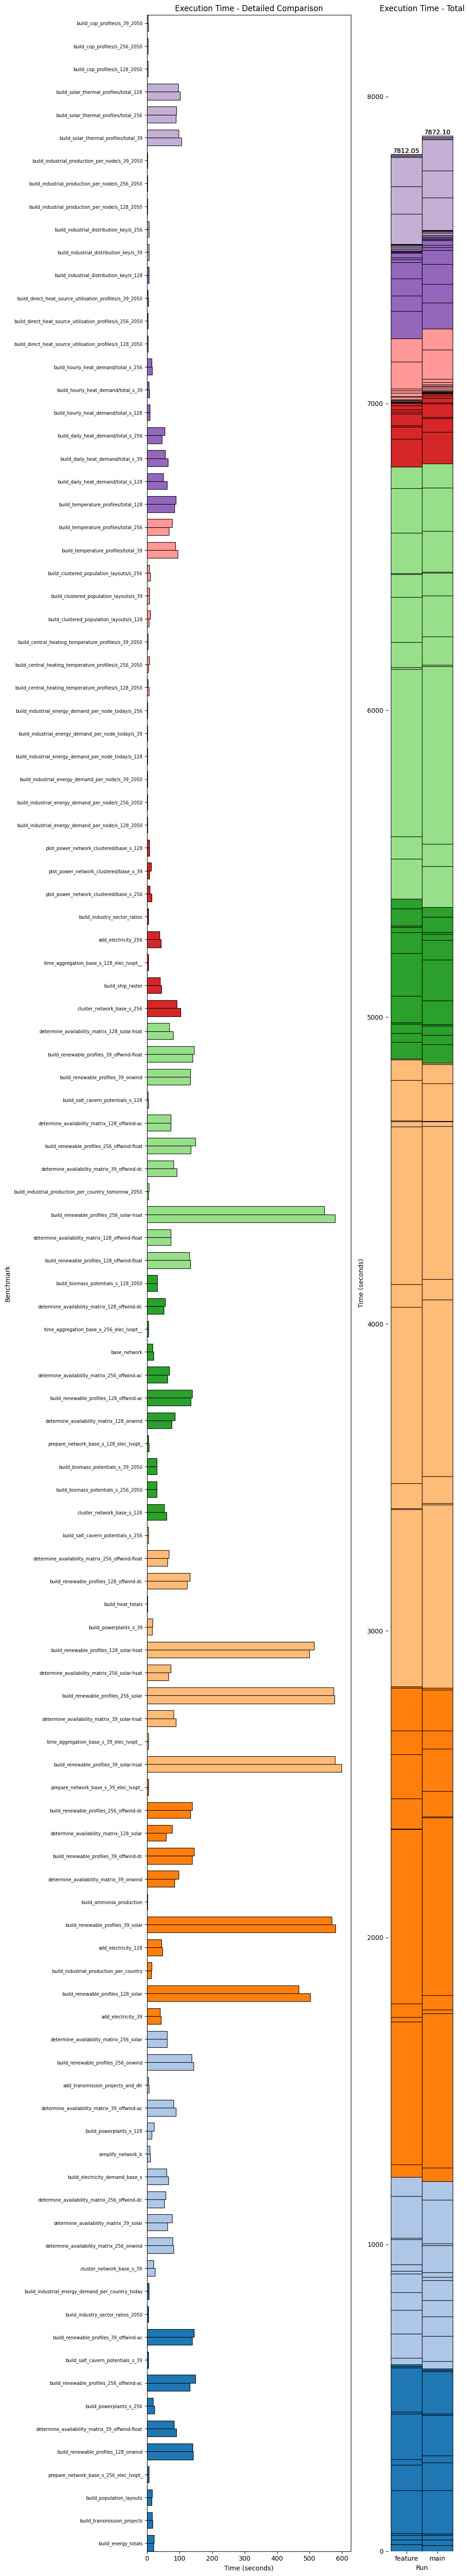 Execution Time - Detailed Comparison
build_cop_profiles/s_39_2050
build_cop_profiles/s_256_2050
build_cop_profiles/s_128_2050
build_solar_thermal_profiles/total_128
build_solar_thermal_profiles/total_256
build_solar_thermal_profiles/total_39
build_industrial_production_per_node/s_39_2050
build_industrial_production_per_node/s_256_2050
build_industrial_production_per_node/s_128_2050
build_industrial_distribution_key/s_256
build_industrial_distribution_key/s_39
build_industrial_distribution_key/s_128
build_direct_heat_source_utilisation_profiles/s_39_2050
build_direct_heat_source_utilisation_profiles/s_256_2050
build_direct_heat_source_utilisation_profiles/s_128_2050
build_hourly_heat_demand/total_s_256
build_hourly_heat_demand/total_s_39
build_hourly_heat_demand/total_s_128
build_daily_heat_demand/total_s_256
build_daily_heat_demand/total_s_39
build_daily_heat_demand/total_s_128
build_temperature_profiles/total_128
build_temperature_profiles/total_256
build_temperature_profiles/total_39
build_clustered_population_layouts/s_256
build_clustered_population_layouts/s_39
build_clustered_population_layouts/s_128
build_central_heating_temperature_profiles/s_39_2050
build_central_heating_temperature_profiles/s_256_2050
build_central_heating_temperature_profiles/s_128_2050
build_industrial_energy_demand_per_node_today/s_256
build_industrial_energy_demand_per_node_today/s_39
build_industrial_energy_demand_per_node_today/s_128
build_industrial_energy_demand_per_node/s_39_2050
build_industrial_energy_demand_per_node/s_256_2050
build_industrial_energy_demand_per_node/s_128_2050
plot_power_network_clustered/base_s_128
plot_power_network_clustered/base_s_39
plot_power_network_clustered/base_s_256
build_industry_sector_ratios
add_electricity_256
time_aggregation_base_s_128_elec_lvopt__
build_ship_raster
cluster_network_base_s_256
determine_availability_matrix_128_solar-hsat
build_renewable_profiles_39_offwind-float
build_renewable_profiles_39_onwind
build_salt_cavern_potentials_s_128
determine_availability_matrix_128_offwind-ac
build_renewable_profiles_256_offwind-float
determine_availability_matrix_39_offwind-dc
build_industrial_production_per_country_tomorrow_2050
build_renewable_profiles_256_solar-hsat
determine_availability_matrix_128_offwind-float
build_renewable_profiles_128_offwind-float
build_biomass_potentials_s_128_2050
determine_availability_matrix_128_offwind-dc
time_aggregation_base_s_256_elec_lvopt__
base_network
determine_availability_matrix_256_offwind-ac
build_renewable_profiles_128_offwind-ac
determine_availability_matrix_128_onwind
prepare_network_base_s_128_elec_lvopt_
build_biomass_potentials_s_39_2050
build_biomass_potentials_s_256_2050
cluster_network_base_s_128
build_salt_cavern_potentials_s_256
determine_availability_matrix_256_offwind-float
build_renewable_profiles_128_offwind-dc
build_heat_totals
build_powerplants_s_39
build_renewable_profiles_128_solar-hsat
determine_availability_matrix_256_solar-hsat
build_renewable_profiles_256_solar
determine_availability_matrix_39_solar-hsat
time_aggregation_base_s_39_elec_lvopt__
build_renewable_profiles_39_solar-hsat
prepare_network_base_s_39_elec_lvopt_
build_renewable_profiles_256_offwind-dc
determine_availability_matrix_128_solar
build_renewable_profiles_39_offwind-dc
determine_availability_matrix_39_onwind
build_ammonia_production
build_renewable_profiles_39_solar
add_electricity_128
build_industrial_production_per_country
build_renewable_profiles_128_solar
add_electricity_39
determine_availability_matrix_256_solar
build_renewable_profiles_256_onwind
add_transmission_projects_and_dlr
determine_availability_matrix_39_offwind-ac
build_powerplants_s_128
simplify_network_b
build_electricity_demand_base_s
determine_availability_matrix_256_offwind-dc
determine_availability_matrix_39_solar
determine_availability_matrix_256_onwind
cluster_network_base_s_39
build_industrial_energy_demand_per_country_today
build_industry_sector_ratios_2050
build_renewable_profiles_39_offwind-ac
build_salt_cavern_potentials_s_39
build_renewable_profiles_256_offwind-ac
build_powerplants_s_256
determine_availability_matrix_39_offwind-float
build_renewable_profiles_128_onwind
prepare_network_base_s_256_elec_lvopt_
build_population_layouts
build_transmission_projects
build_energy_totals
Benchmark
0 100 200 300 400 500 600
Time (seconds)
Execution Time - Total
7812.05
7872.10
8000
7000
6000
5000
4000
3000
2000
1000
0
Time (seconds)
feature main
Run